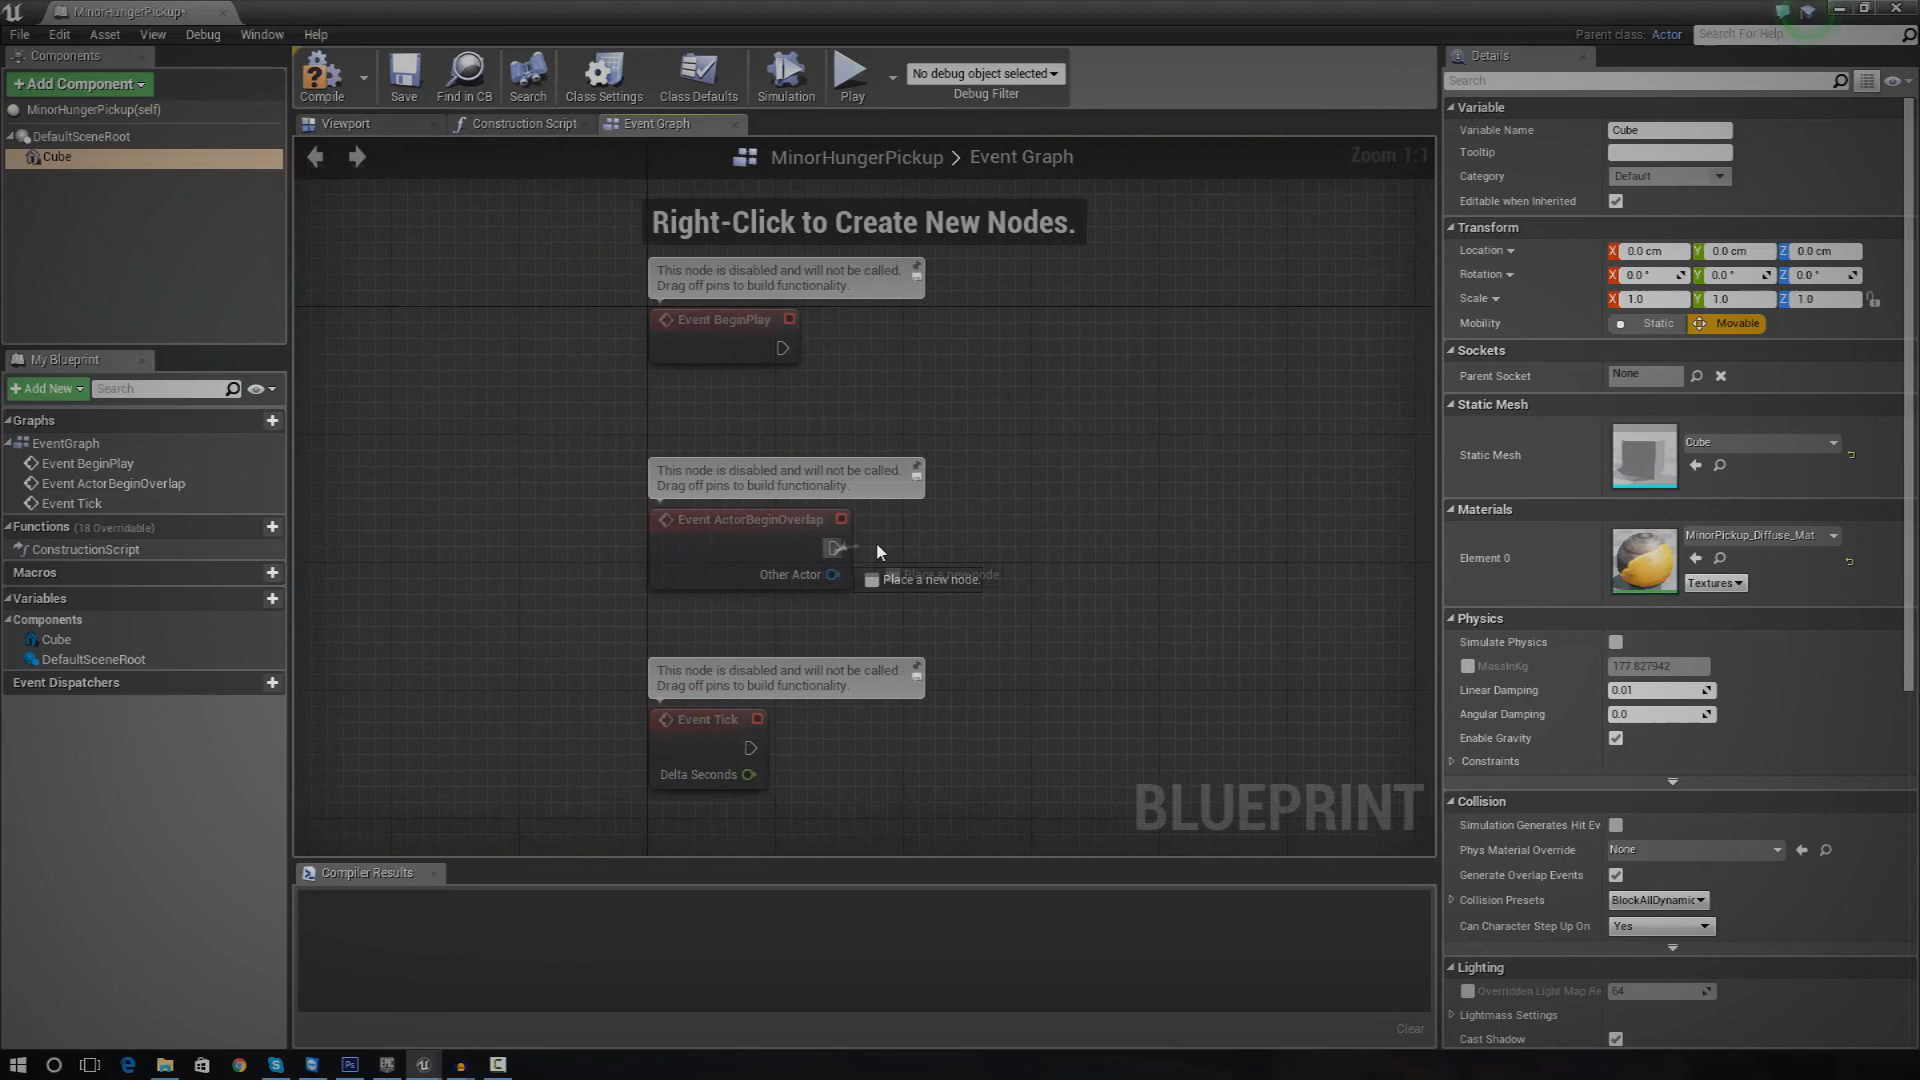 MinorHungerPickup*
File Edit Asset View Debug Window Help
Parent class: Actor
Search For Help
Components
+Add Component
MinorHungerPickup(self)
DefaultSceneRoot
Cube
Compile
Save
Find in CB
Search
Class Settings
Class Defaults
Simulation
Play
No debug object selected
Debug Filter
Viewport
Construction Script
Event Graph
MinorHungerPickup > Event Graph
Zoom 1:1
Right-Click to Create New Nodes.
This node is disabled and will not be called.
Drag off pins to build functionality.
Event BeginPlay
This node is disabled and will not be called.
Drag off pins to build functionality.
Event ActorBeginOverlap
Other Actor
Place a new node.
Place a new node.
This node is disabled and will not be called.
Drag off pins to build functionality.
Event Tick
Delta Seconds
BLUEPRINT
My Blueprint
+Add New
Search
Graphs
EventGraph
Event BeginPlay
Event ActorBeginOverlap
Event Tick
Functions (18 Overridable)
ConstructionScript
Macros
Variables
Components
Cube
DefaultSceneRoot
Event Dispatchers
Compiler Results
Clear
Details
Search
Variable
Variable Name Cube
Tooltip
Category Default
Editable when Inherited
Transform
Location X 0.0 cm Y 0.0 cm Z 0.0 cm
Rotation X 0.0 ° Y 0.0 ° Z 0.0 °
Scale X 1.0 Y 1.0 Z 1.0
Mobility Static Movable
Sockets
Parent Socket None
Static Mesh
Static Mesh Cube
Materials
Element 0 MinorPickup_Diffuse_Mat
Textures
Physics
Simulate Physics
MassInKg 177.827942
Linear Damping 0.01
Angular Damping 0.0
Enable Gravity
Constraints
Collision
Simulation Generates Hit Ev
Phys Material Override None
Generate Overlap Events
Collision Presets BlockAllDynamic
Can Character Step Up On Yes
Lighting
Overridden Light Map Re 64
Lightmass Settings
Cast Shadow